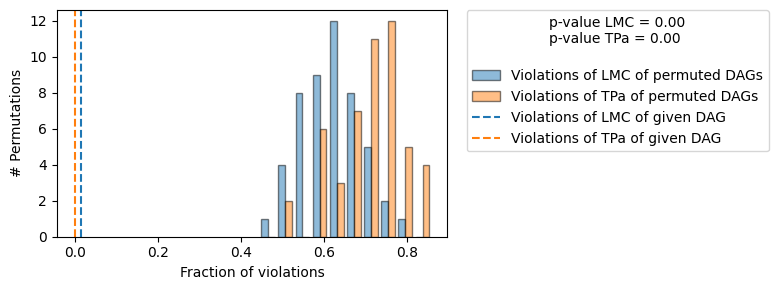 12
10
8
6
4
2
0
# Permutations
0.0 0.2 0.4 0.6 0.8
Fraction of violations
p-value LMC = 0.00
p-value TPa = 0.00
Violations of LMC of permuted DAGs
Violations of TPa of permuted DAGs
Violations of LMC of given DAG
Violations of TPa of given DAG